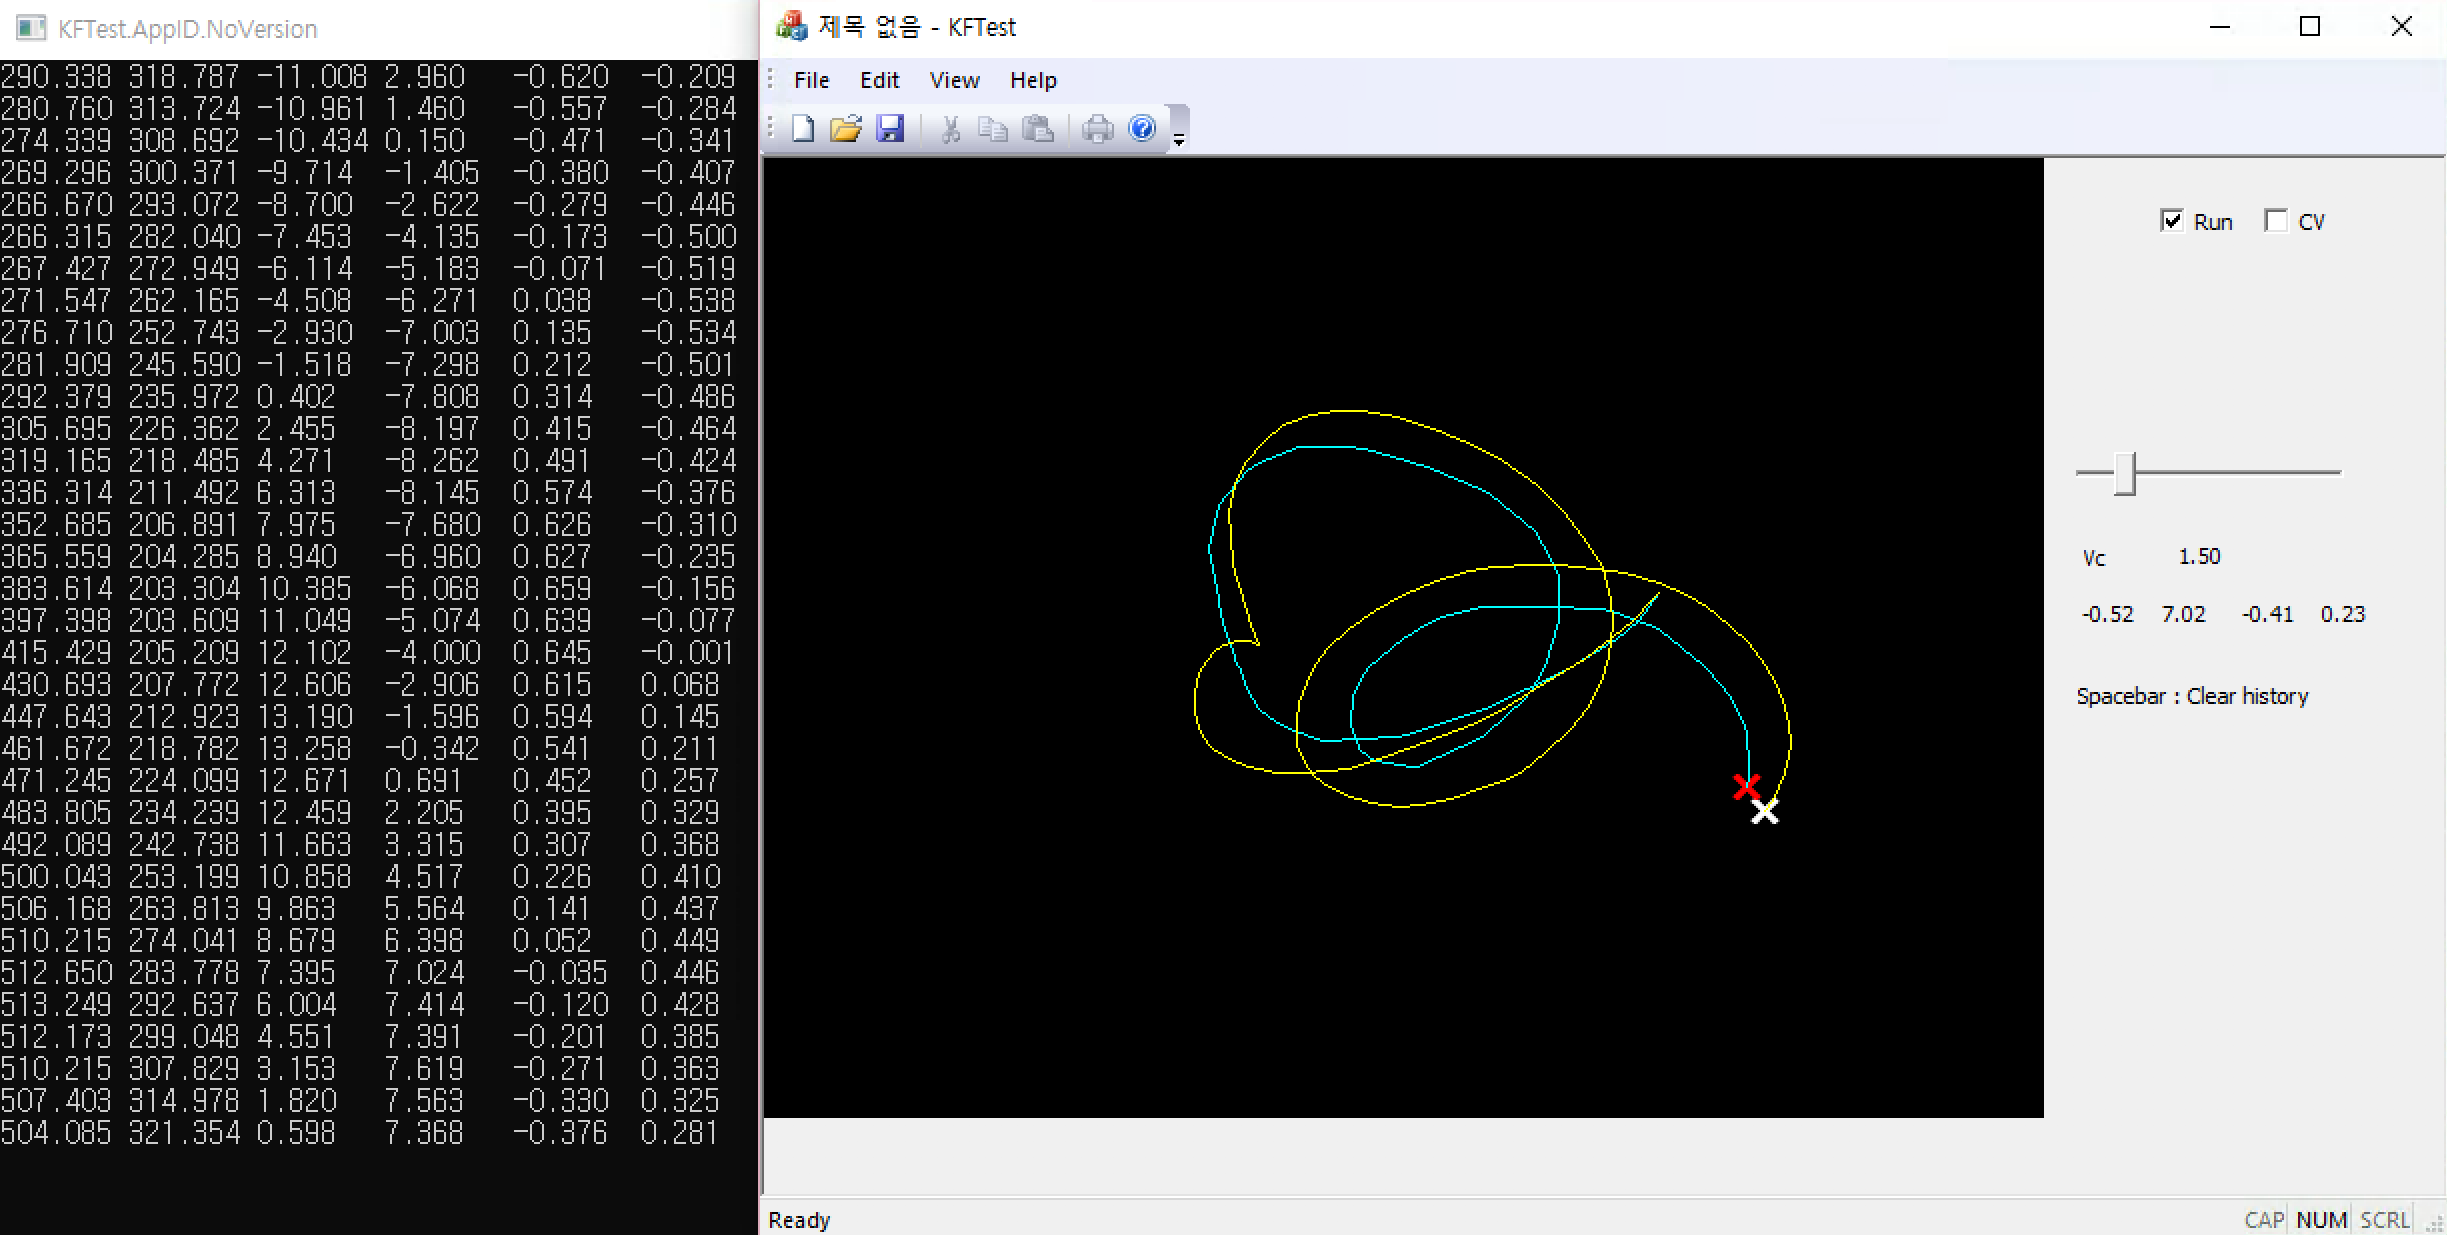 KFTest.AppID.NoVersion
290.338 318.787 -11.008 2.960 -0.620 -0.209
280.760 313.724 -10.961 1.460 -0.557 -0.284
274.339 308.692 -10.434 0.150 -0.471 -0.341
269.296 300.371 -9.714 -1.405 -0.380 -0.407
266.670 293.072 -8.700 -2.622 -0.279 -0.446
266.315 282.040 -7.453 -4.135 -0.173 -0.500
267.427 272.949 -6.114 -5.183 -0.071 -0.519
271.547 262.165 -4.508 -6.271 0.038 -0.538
276.710 252.743 -2.930 -7.003 0.135 -0.534
281.909 245.590 -1.518 -7.298 0.212 -0.501
292.379 235.972 0.402 -7.808 0.314 -0.486
305.695 226.362 2.455 -8.197 0.415 -0.464
319.165 218.485 4.271 -8.262 0.491 -0.424
336.314 211.492 6.313 -8.145 0.574 -0.376
352.685 206.891 7.975 -7.680 0.626 -0.310
365.559 204.285 8.940 -6.960 0.627 -0.235
383.614 203.304 10.385 -6.068 0.659 -0.156
397.398 203.609 11.049 -5.074 0.639 -0.077
415.429 205.209 12.102 -4.000 0.645 -0.001
430.693 207.772 12.606 -2.906 0.615 0.068
447.643 212.923 13.190 -1.596 0.594 0.145
461.672 218.782 13.258 -0.342 0.541 0.211
471.245 224.099 12.671 0.691 0.452 0.257
483.805 234.239 12.459 2.205 0.395 0.329
492.089 242.738 11.663 3.315 0.307 0.368
500.043 253.199 10.858 4.517 0.226 0.410
506.168 263.813 9.863 5.564 0.141 0.437
510.215 274.041 8.679 6.398 0.052 0.449
512.650 283.778 7.395 7.024 -0.035 0.446
513.249 292.637 6.004 7.414 -0.120 0.428
512.173 299.048 4.551 7.391 -0.201 0.385
510.215 307.829 3.153 7.619 -0.271 0.363
507.403 314.978 1.820 7.563 -0.330 0.325
504.085 321.354 0.598 7.368 -0.376 0.281
제목 없음 - KFTest
File Edit View Help
Run CV
Vc 1.50
-0.52 7.02 -0.41 0.23
Spacebar : Clear history
Ready
CAP NUM SCRL